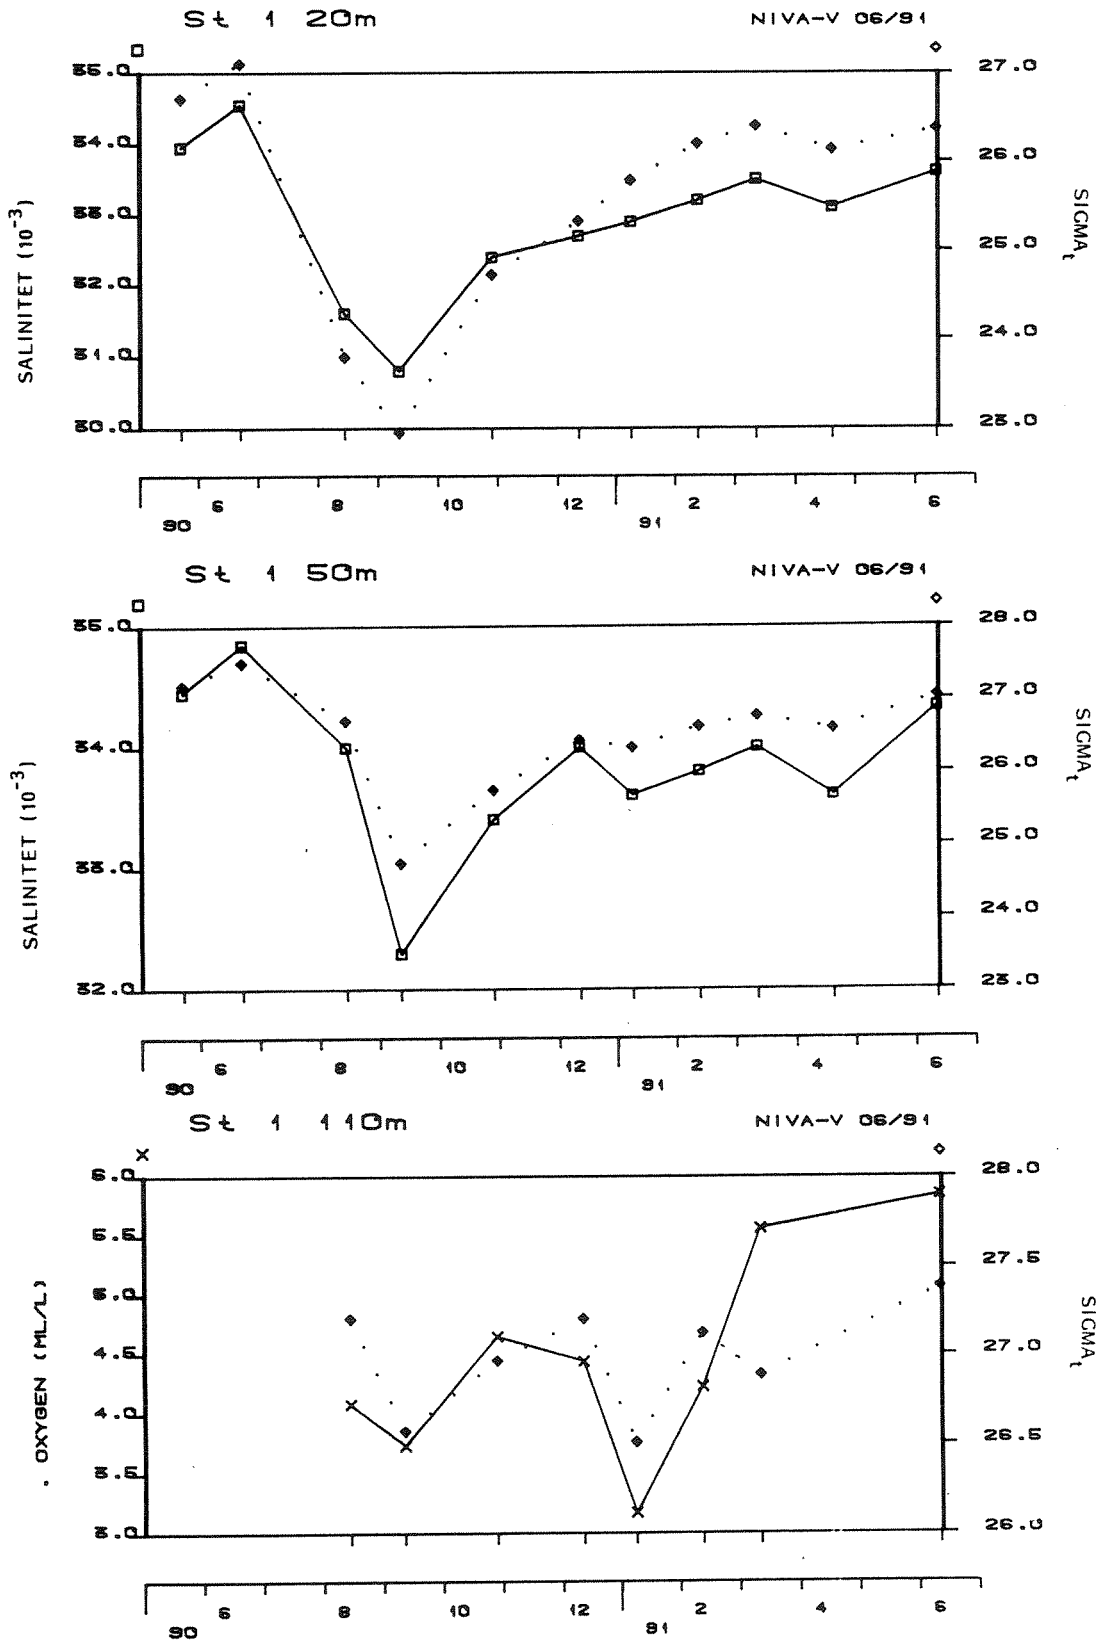 St 1 20m NIVA-V 06/91
35.0 27.0
34.0 26.0
33.0 25.0
32.0 24.0
31.0
30.0 23.0
SALINITET (10-3)
SIGMAt
6 8 10 12 2 4 6
90 91
St 1 50m NIVA-V 06/91
35.0 28.0
27.0
34.0 26.0
25.0
33.0 24.0
32.0 23.0
SALINITET (10-3)
SIGMAt
6 8 10 12 2 4 6
90 91
St 1 110m NIVA-V 06/91
6.0 28.0
5.5 27.5
5.0
4.5 27.0
4.0 26.5
3.5
3.0 26.0
OXYGEN (ML/L)
SIGMAt
6 8 10 12 2 4 6
90 91